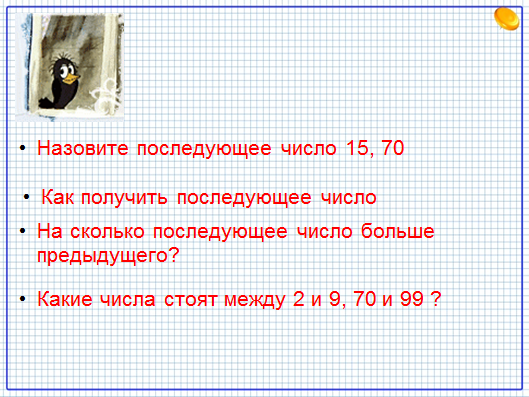 • Назовите последующее число 15, 70
• Как получить последующее число
• На сколько последующее число больше
предыдущего?
• Какие числа стоят между 2 и 9, 70 и 99 ?